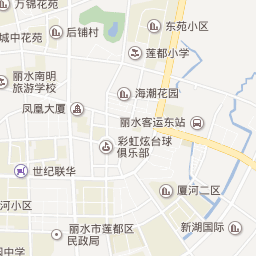 万锦花苑
东苑小区
城中花苑
后铺村
莲都小学
丽水南明
旅游学校
海潮花园
凤凰大厦
丽水客运东站
彩虹炫台球
俱乐部
世纪联华
厦河二区
河小区
丽水市莲都区
民政局
新湖国际
中学